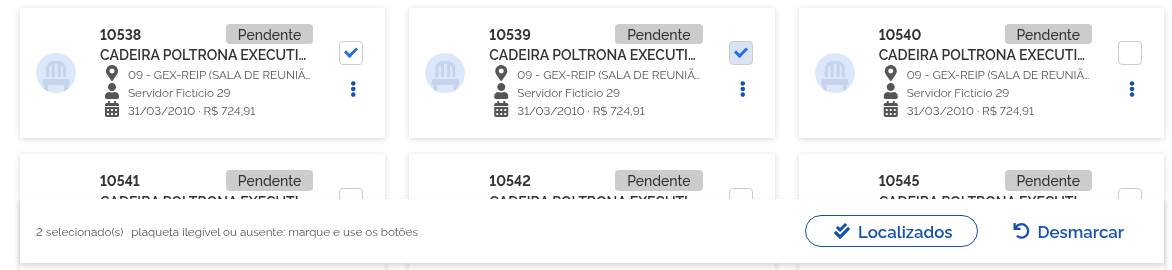 10538 Pendente
CADEIRA POLTRONA EXECUTI...
09 - GEX-REIP (SALA DE REUNIÃ...
Servidor Fictício 29
31/03/2010 · R$ 724,91
10539 Pendente
CADEIRA POLTRONA EXECUTI...
09 - GEX-REIP (SALA DE REUNIÃ...
Servidor Fictício 29
31/03/2010 · R$ 724,91
10540 Pendente
CADEIRA POLTRONA EXECUTI...
09 - GEX-REIP (SALA DE REUNIÃ...
Servidor Fictício 29
31/03/2010 · R$ 724,91
10541 Pendente
10542 Pendente
10545 Pendente
2 selecionado(s) plaqueta ilegível ou ausente: marque e use os botões
Localizados
Desmarcar